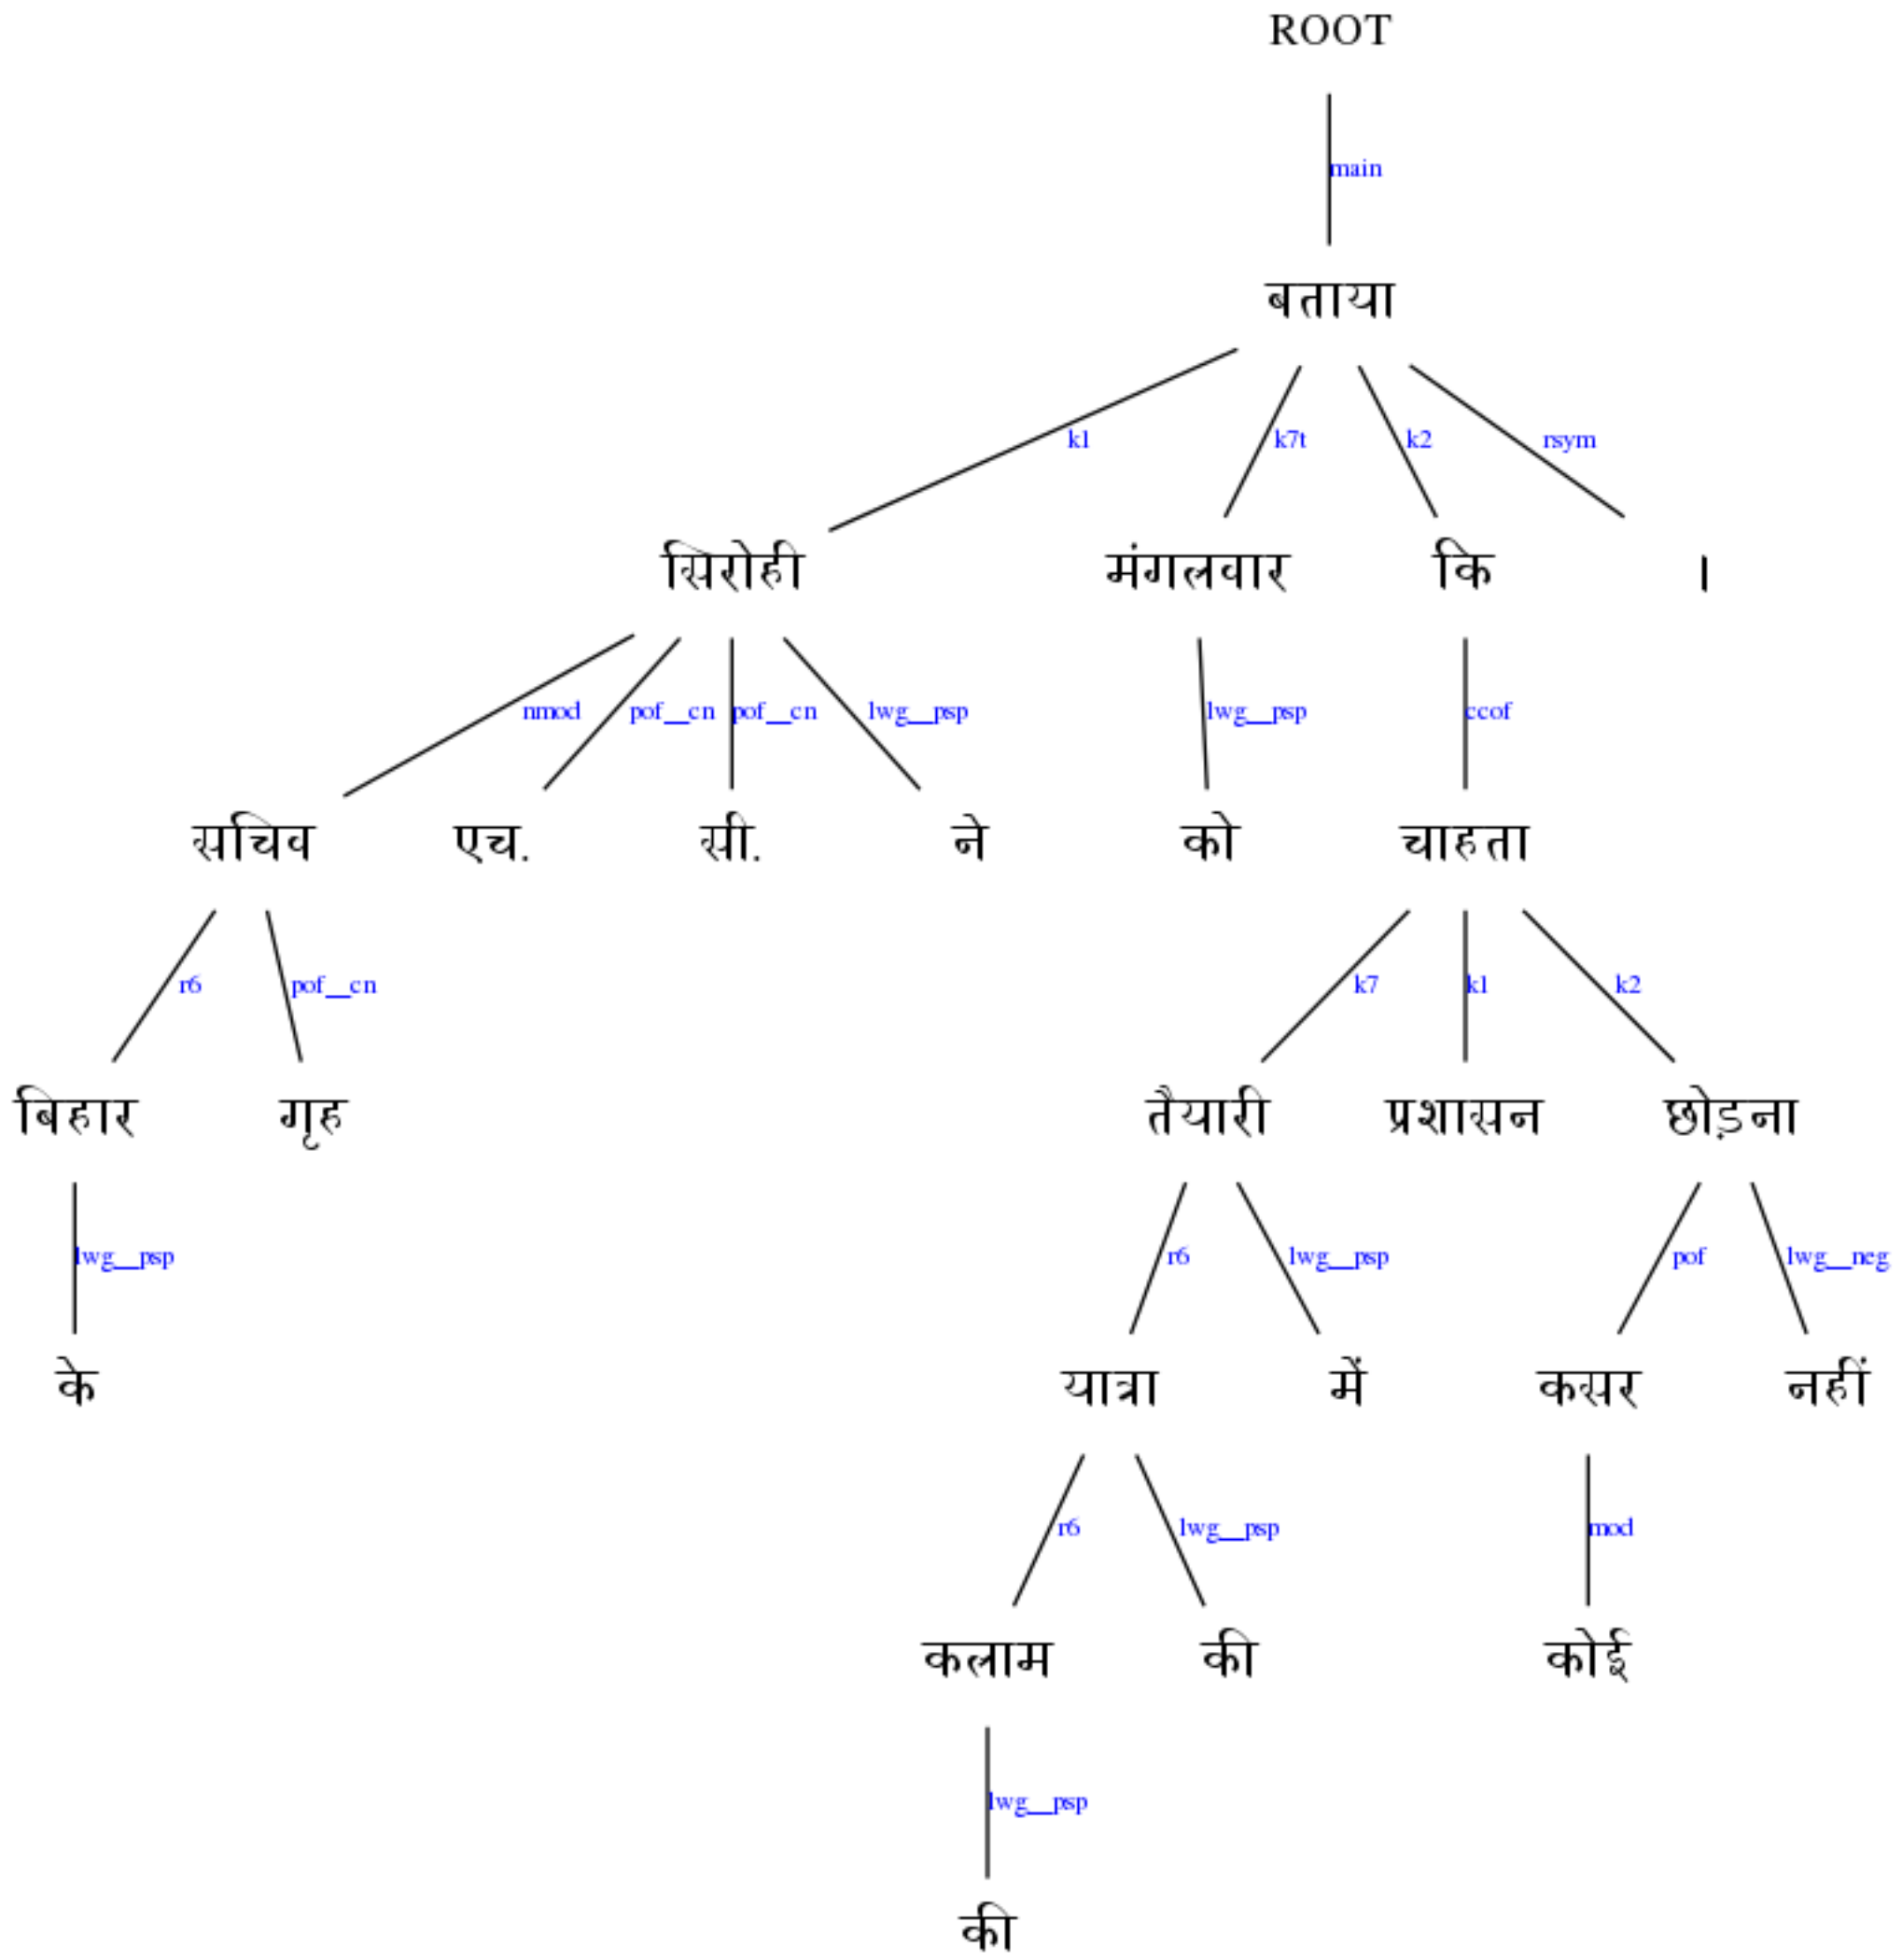 ROOT
main
बताया
k1 k7t k2 rsym
सिरोही मंगलवार कि ।
nmod pof__cn pof__cn lwg__psp lwg__psp ccof
सचिव एच. सी. ने को चाहता
r6 pof__cn k7 k1 k2
बिहार गृह तैयारी प्रशासन छोड़ना
lwg__psp r6 lwg__psp pof lwg__neg
के यात्रा में कसर नहीं
r6 lwg__psp mod
कलाम की कोई
lwg__psp
की